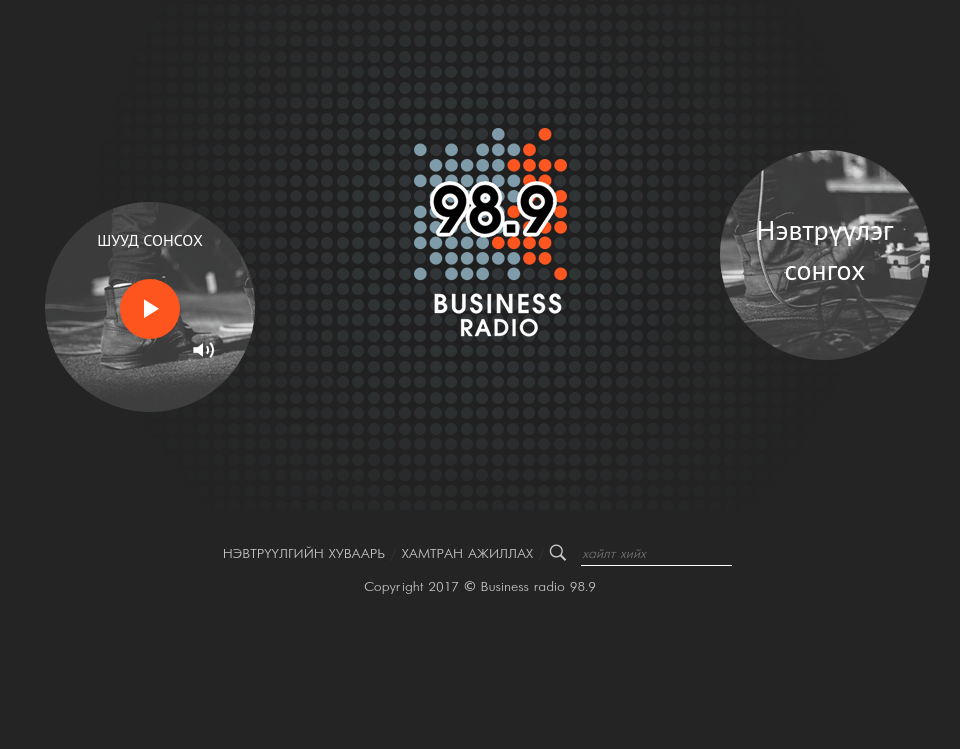 98.9
BUSINESS
RADIO
ШУУД СОНСОХ
Нэвтрүүлэг
сонгох
НЭВТРҮҮЛГИЙН ХУВААРЬ / ХАМТРАН АЖИЛЛАХ / хайлт хийх
Copyright 2017 © Business radio 98.9